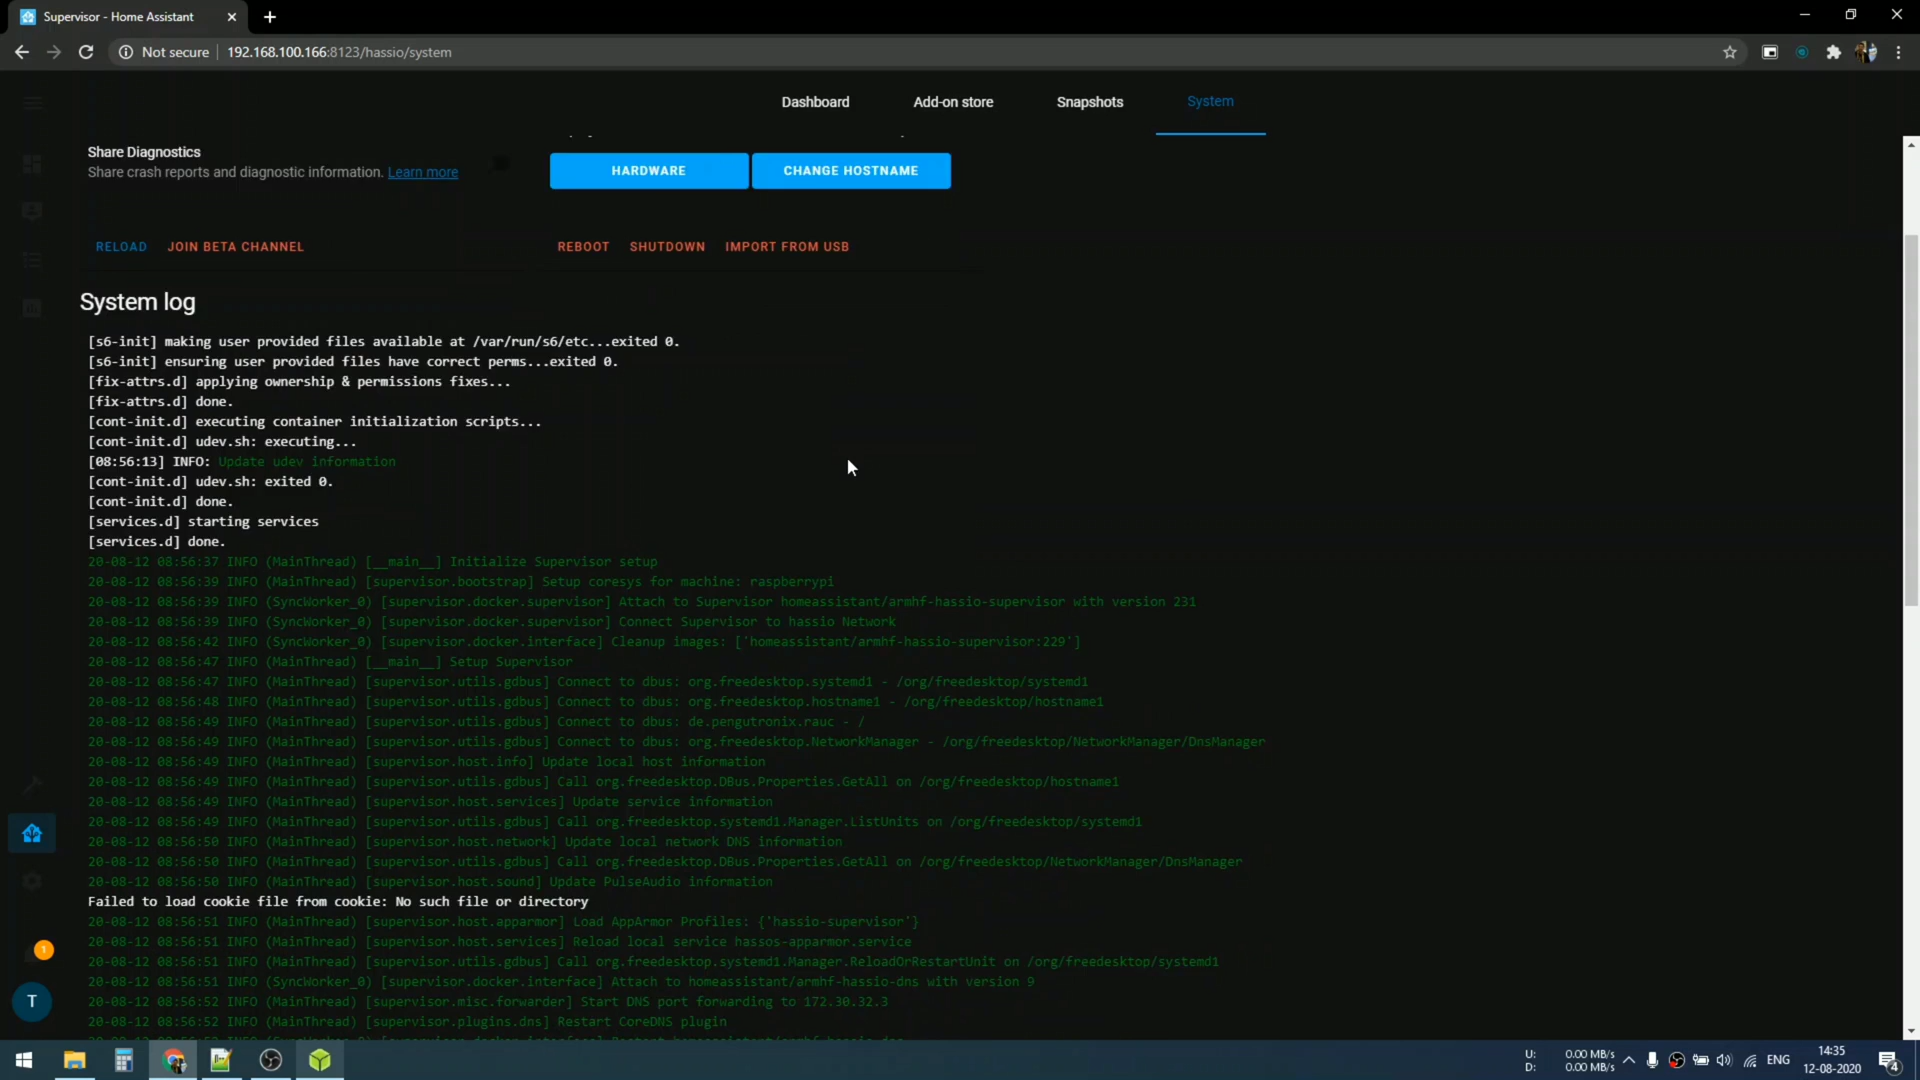 Supervisor - Home Assistant
Not secure
192.168.100.166:8123/hassio/system
Dashboard
Add-on store
Snapshots
System
Share Diagnostics
Share crash reports and diagnostic information. Learn more
HARDWARE
CHANGE HOSTNAME
RELOAD
JOIN BETA CHANNEL
REBOOT
SHUTDOWN
IMPORT FROM USB
System log
[s6-init] making user provided files available at /var/run/s6/etc...exited 0.
[s6-init] ensuring user provided files have correct perms...exited 0.
[fix-attrs.d] applying ownership & permissions fixes...
[fix-attrs.d] done.
[cont-init.d] executing container initialization scripts...
[cont-init.d] udev.sh: executing...
[08:56:13] INFO: Update udev information
[cont-init.d] udev.sh: exited 0.
[cont-init.d] done.
[services.d] starting services
[services.d] done.
20-08-12 08:56:37 INFO (MainThread) [__main__] Initialize Supervisor setup
20-08-12 08:56:39 INFO (MainThread) [supervisor.bootstrap] Setup coresys for machine: raspberrypi
20-08-12 08:56:39 INFO (SyncWorker_0) [supervisor.docker.supervisor] Attach to Supervisor homeassistant/armhf-hassio-supervisor with version 231
20-08-12 08:56:39 INFO (SyncWorker_0) [supervisor.docker.supervisor] Connect Supervisor to hassio Network
20-08-12 08:56:42 INFO (SyncWorker_0) [supervisor.docker.interface] Cleanup images: ['homeassistant/armhf-hassio-supervisor:229']
20-08-12 08:56:47 INFO (MainThread) [__main__] Setup Supervisor
20-08-12 08:56:47 INFO (MainThread) [supervisor.utils.gdbus] Connect to dbus: org.freedesktop.systemd1 - /org/freedesktop/systemd1
20-08-12 08:56:48 INFO (MainThread) [supervisor.utils.gdbus] Connect to dbus: org.freedesktop.hostname1 - /org/freedesktop/hostname1
20-08-12 08:56:49 INFO (MainThread) [supervisor.utils.gdbus] Connect to dbus: de.pengutronix.rauc - /
20-08-12 08:56:49 INFO (MainThread) [supervisor.utils.gdbus] Connect to dbus: org.freedesktop.NetworkManager - /org/freedesktop/NetworkManager/DnsManager
20-08-12 08:56:49 INFO (MainThread) [supervisor.host.info] Update local host information
20-08-12 08:56:49 INFO (MainThread) [supervisor.utils.gdbus] Call org.freedesktop.DBus.Properties.GetAll on /org/freedesktop/hostname1
20-08-12 08:56:49 INFO (MainThread) [supervisor.host.services] Update service information
20-08-12 08:56:49 INFO (MainThread) [supervisor.utils.gdbus] Call org.freedesktop.systemd1.Manager.ListUnits on /org/freedesktop/systemd1
20-08-12 08:56:50 INFO (MainThread) [supervisor.host.network] Update local network DNS information
20-08-12 08:56:50 INFO (MainThread) [supervisor.utils.gdbus] Call org.freedesktop.DBus.Properties.GetAll on /org/freedesktop/NetworkManager/DnsManager
20-08-12 08:56:50 INFO (MainThread) [supervisor.host.sound] Update PulseAudio information
Failed to load cookie file from cookie: No such file or directory
20-08-12 08:56:51 INFO (MainThread) [supervisor.host.apparmor] Load AppArmor Profiles: {'hassio-supervisor'}
20-08-12 08:56:51 INFO (MainThread) [supervisor.host.services] Reload local service hassos-apparmor.service
20-08-12 08:56:51 INFO (MainThread) [supervisor.utils.gdbus] Call org.freedesktop.systemd1.Manager.ReloadOrRestartUnit on /org/freedesktop/systemd1
20-08-12 08:56:51 INFO (SyncWorker_0) [supervisor.docker.interface] Attach to homeassistant/armhf-hassio-dns with version 9
20-08-12 08:56:52 INFO (MainThread) [supervisor.misc.forwarder] Start DNS port forwarding to 172.30.32.3
20-08-12 08:56:52 INFO (MainThread) [supervisor.plugins.dns] Restart CoreDNS plugin
1
T
U: 0.00 MB/s
D: 0.00 MB/s
ENG
14:35
12-08-2020
4